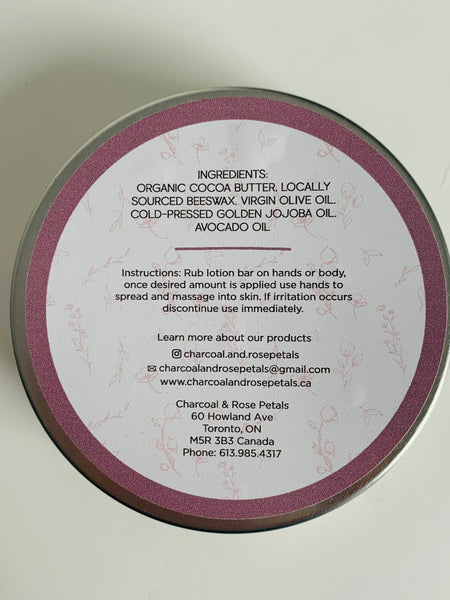 INGREDIENTS:
ORGANIC COCOA BUTTER, LOCALLY
SOURCED BEESWAX, VIRGIN OLIVE OIL,
COLD-PRESSED GOLDEN JOJOBA OIL,
AVOCADO OIL
Instructions: Rub lotion bar on hands or body,
once desired amount is applied use hands to
spread and massage into skin. If irritation occurs
discontinue use immediately.
Learn more about our products
charcoal.and.rosepetals
charcoalandrosepetals@gmail.com
www.charcoalandrosepetals.ca
Charcoal & Rose Petals
60 Howland Ave
Toronto, ON
M5R 3B3 Canada
Phone: 613.985.4317